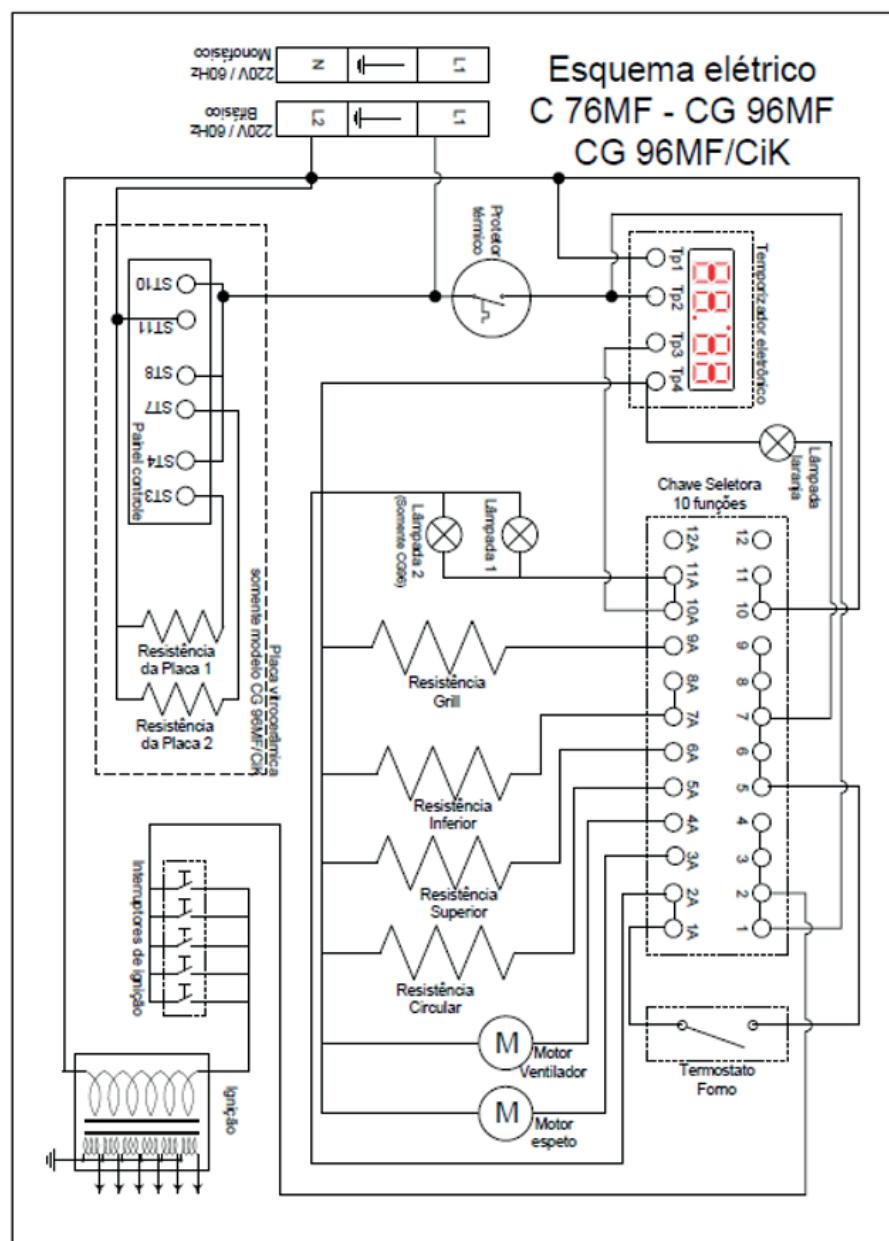 Esquema elétrico
C 76MF - CG 96MF
CG 96MF/CiK
Monofásico
220V / 60Hz
N
L1
Bifásico
220V / 60Hz
L2
L1
Protetor
térmico
Temporizador eletrônico
Tp1
Tp2
Tp3
Tp4
ST10
ST11
ST8
ST7
ST4
ST3
Painel controle
Placa vitrocerâmica
somente modelo CG 96MF/CiK
Resistência
da Placa 1
Resistência
da Placa 2
Lâmpada
laranja
Chave Seletora
10 funções
12A
11A
10A
9A
8A
7A
6A
5A
4A
3A
2A
1A
12
11
10
9
8
7
6
5
4
3
2
1
Lâmpada 2
(Somente CG96)
Lâmpada 1
Resistência
Grill
Resistência
Inferior
Resistência
Superior
Resistência
Circular
M
Motor
Ventilador
M
Motor
espeto
Termostato
Forno
Interruptores de ignição
Ignição